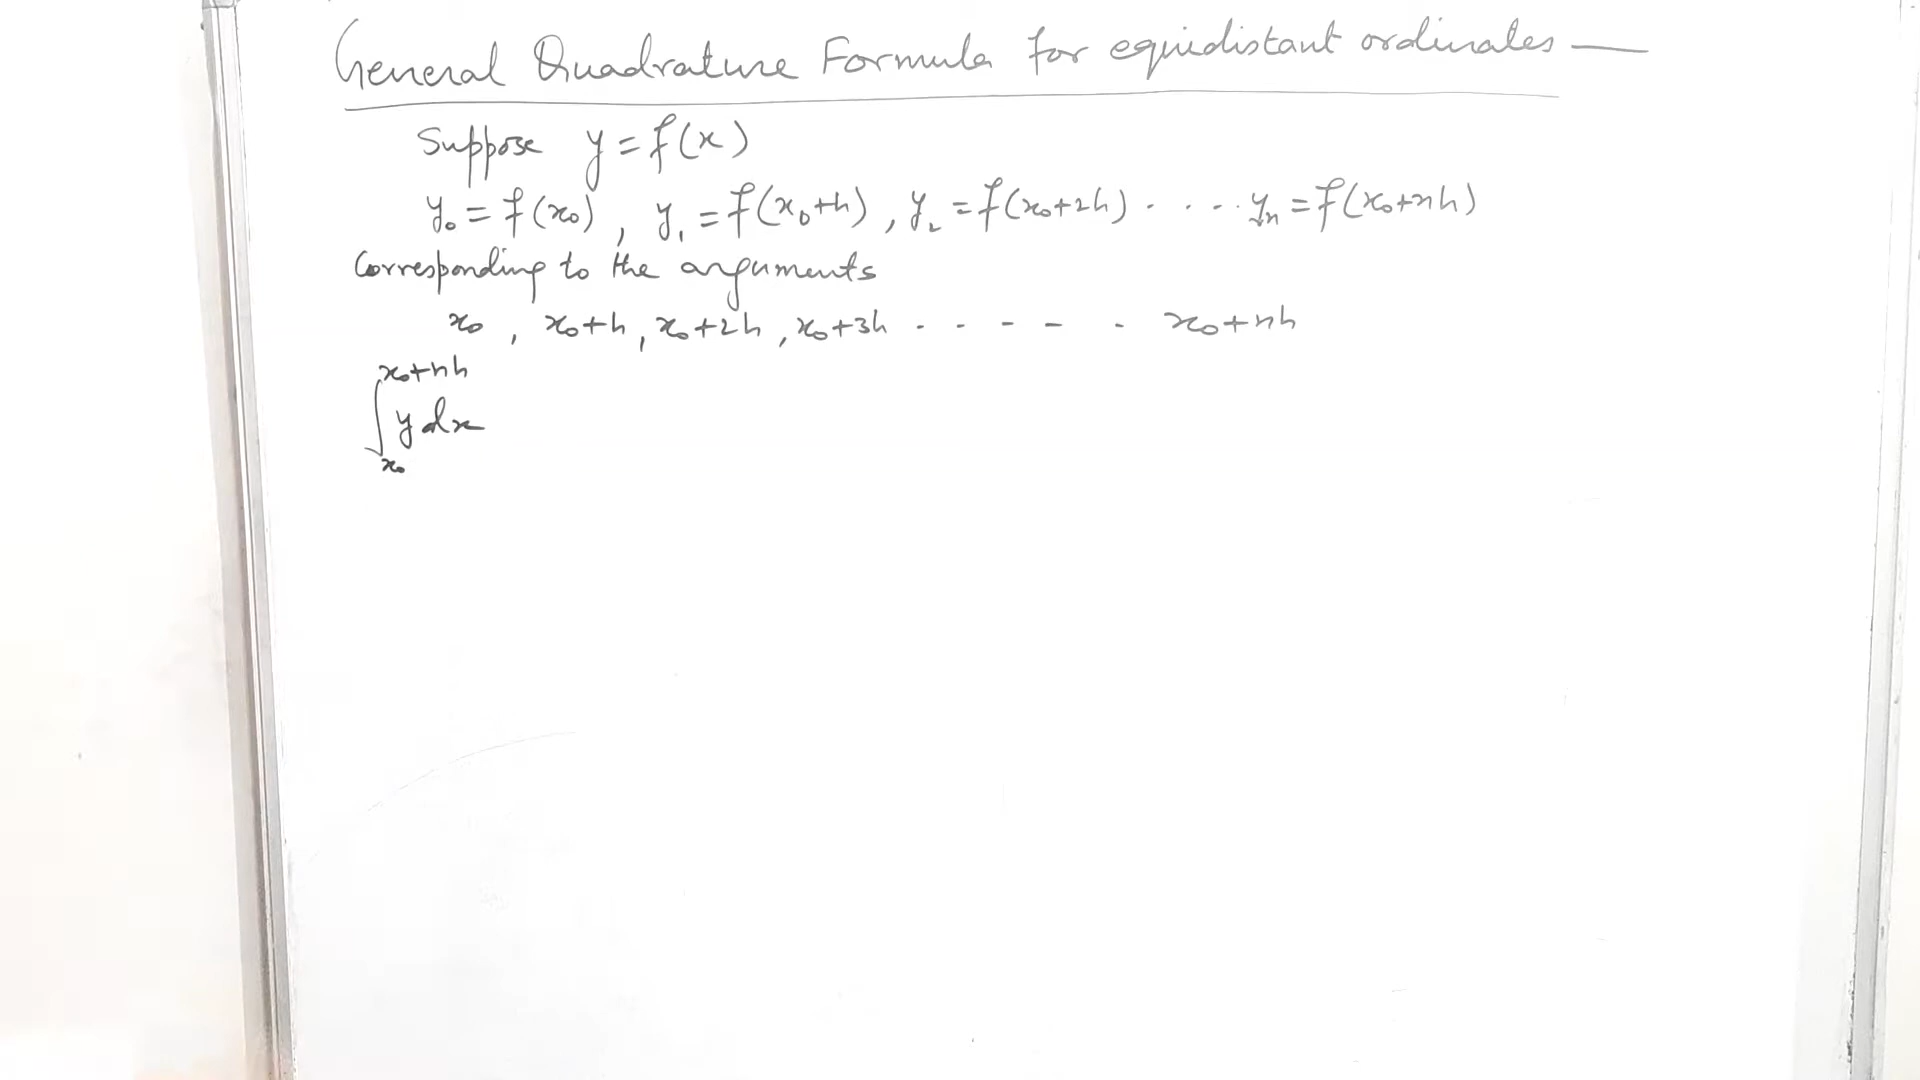 General Quadrature Formula for equidistant ordinates —
Suppose y = f(x)
y₀ = f(x₀), y₁ = f(x₀+h), y₂ = f(x₀+2h) . . . . . yₙ = f(x₀+nh)
Corresponding to the arguments
x₀, x₀+h, x₀+2h, x₀+3h . . - - . x₀+nh
x₀+nh
∫ y dx
x₀